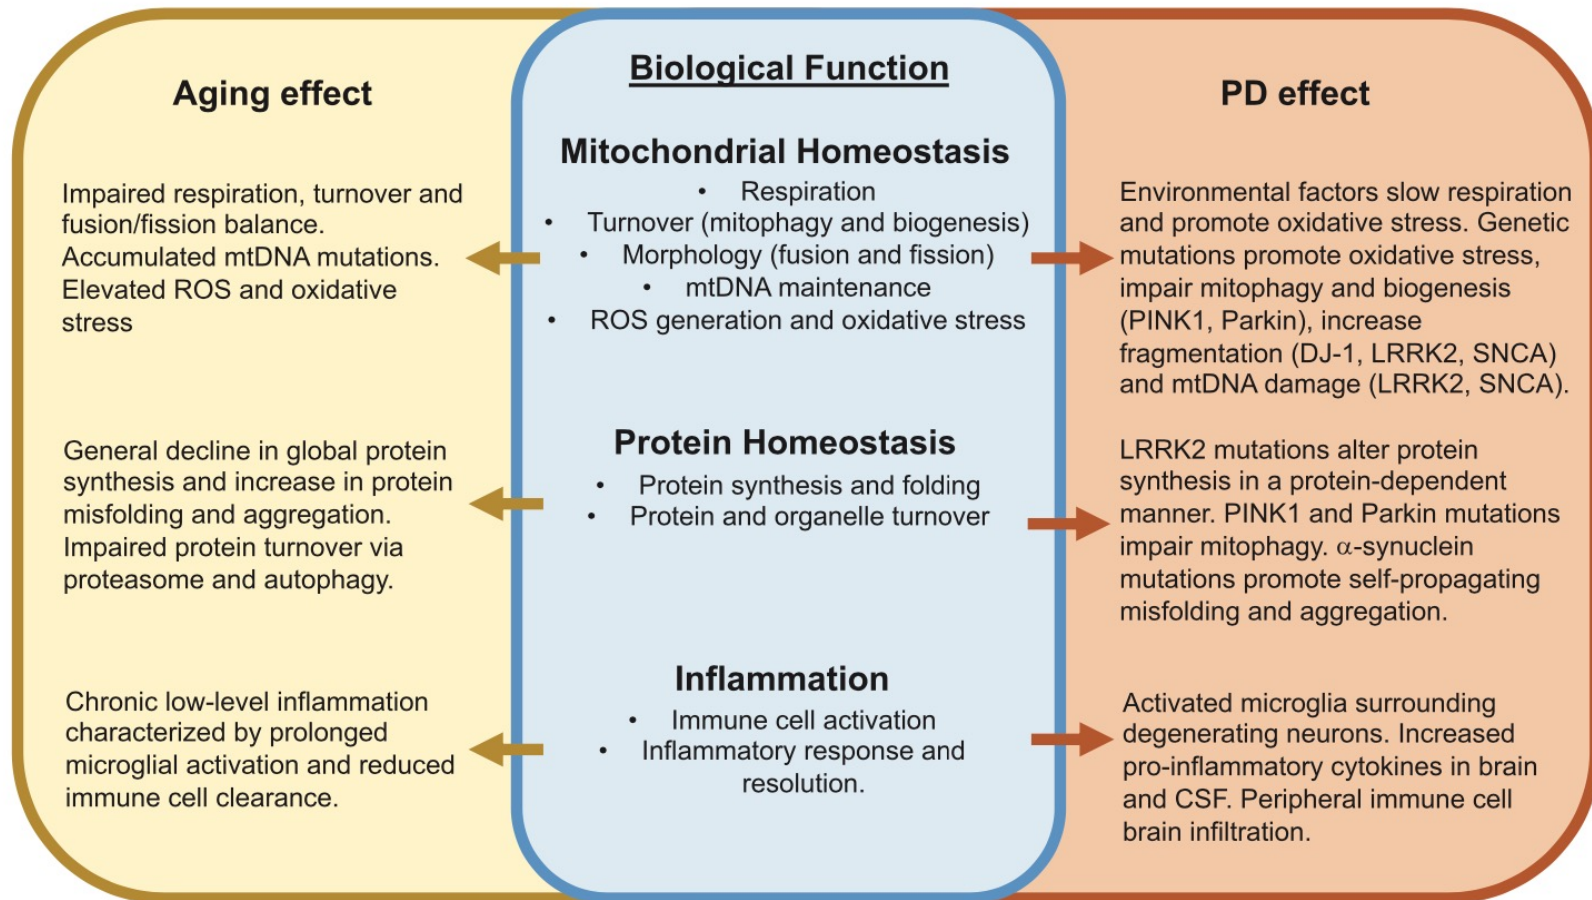 Aging effect
Impaired respiration, turnover and
fusion/fission balance.
Accumulated mtDNA mutations.
Elevated ROS and oxidative
stress
General decline in global protein
synthesis and increase in protein
misfolding and aggregation.
Impaired protein turnover via
proteasome and autophagy.
Chronic low-level inflammation
characterized by prolonged
microglial activation and reduced
immune cell clearance.
Biological Function
Mitochondrial Homeostasis
• Respiration
• Turnover (mitophagy and biogenesis)
• Morphology (fusion and fission)
• mtDNA maintenance
• ROS generation and oxidative stress
Protein Homeostasis
• Protein synthesis and folding
• Protein and organelle turnover
Inflammation
• Immune cell activation
• Inflammatory response and
resolution.
PD effect
Environmental factors slow respiration
and promote oxidative stress. Genetic
mutations promote oxidative stress,
impair mitophagy and biogenesis
(PINK1, Parkin), increase
fragmentation (DJ-1, LRRK2, SNCA)
and mtDNA damage (LRRK2, SNCA).
LRRK2 mutations alter protein
synthesis in a protein-dependent
manner. PINK1 and Parkin mutations
impair mitophagy. α-synuclein
mutations promote self-propagating
misfolding and aggregation.
Activated microglia surrounding
degenerating neurons. Increased
pro-inflammatory cytokines in brain
and CSF. Peripheral immune cell
brain infiltration.